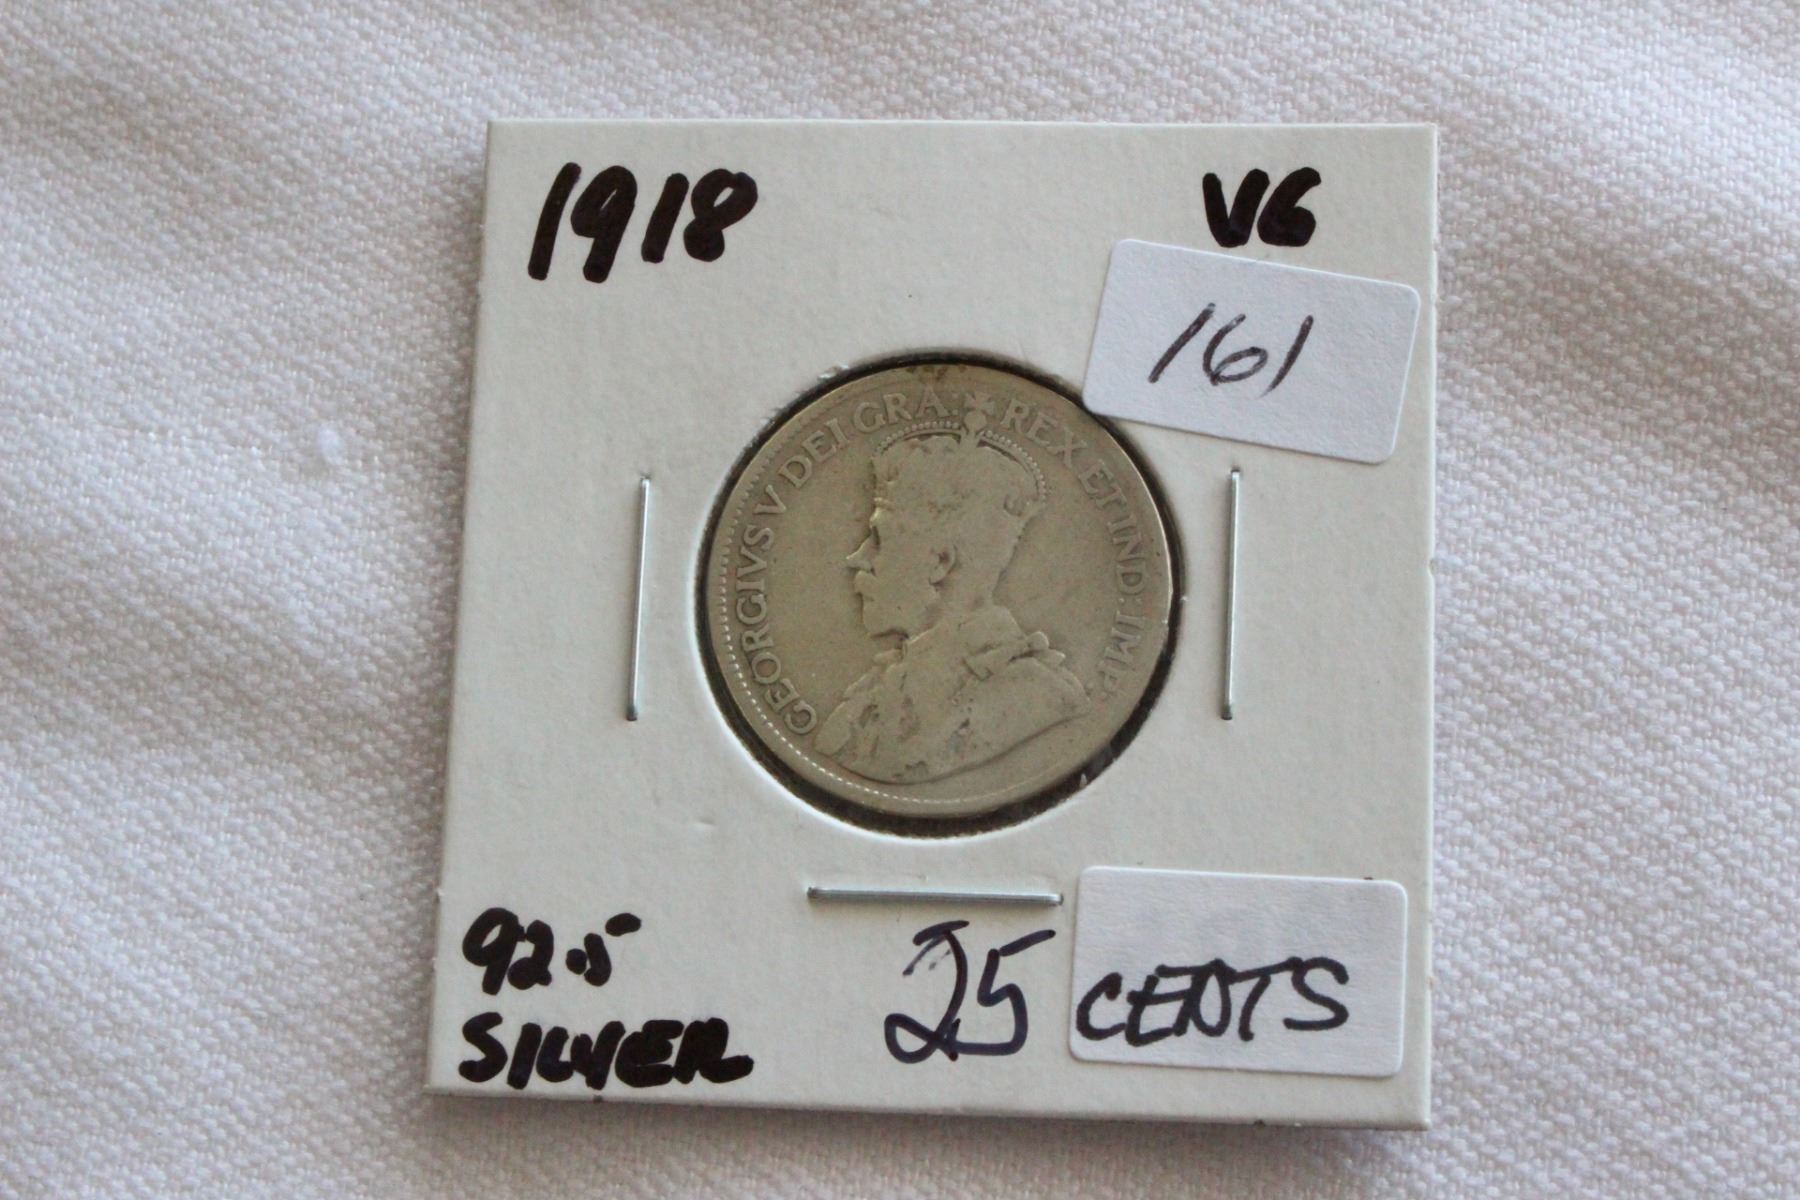 1918
VG
161
GEORGIVS V DEI GRA: REX ET IND: IMP:
92.5
SILVER
25 CENTS